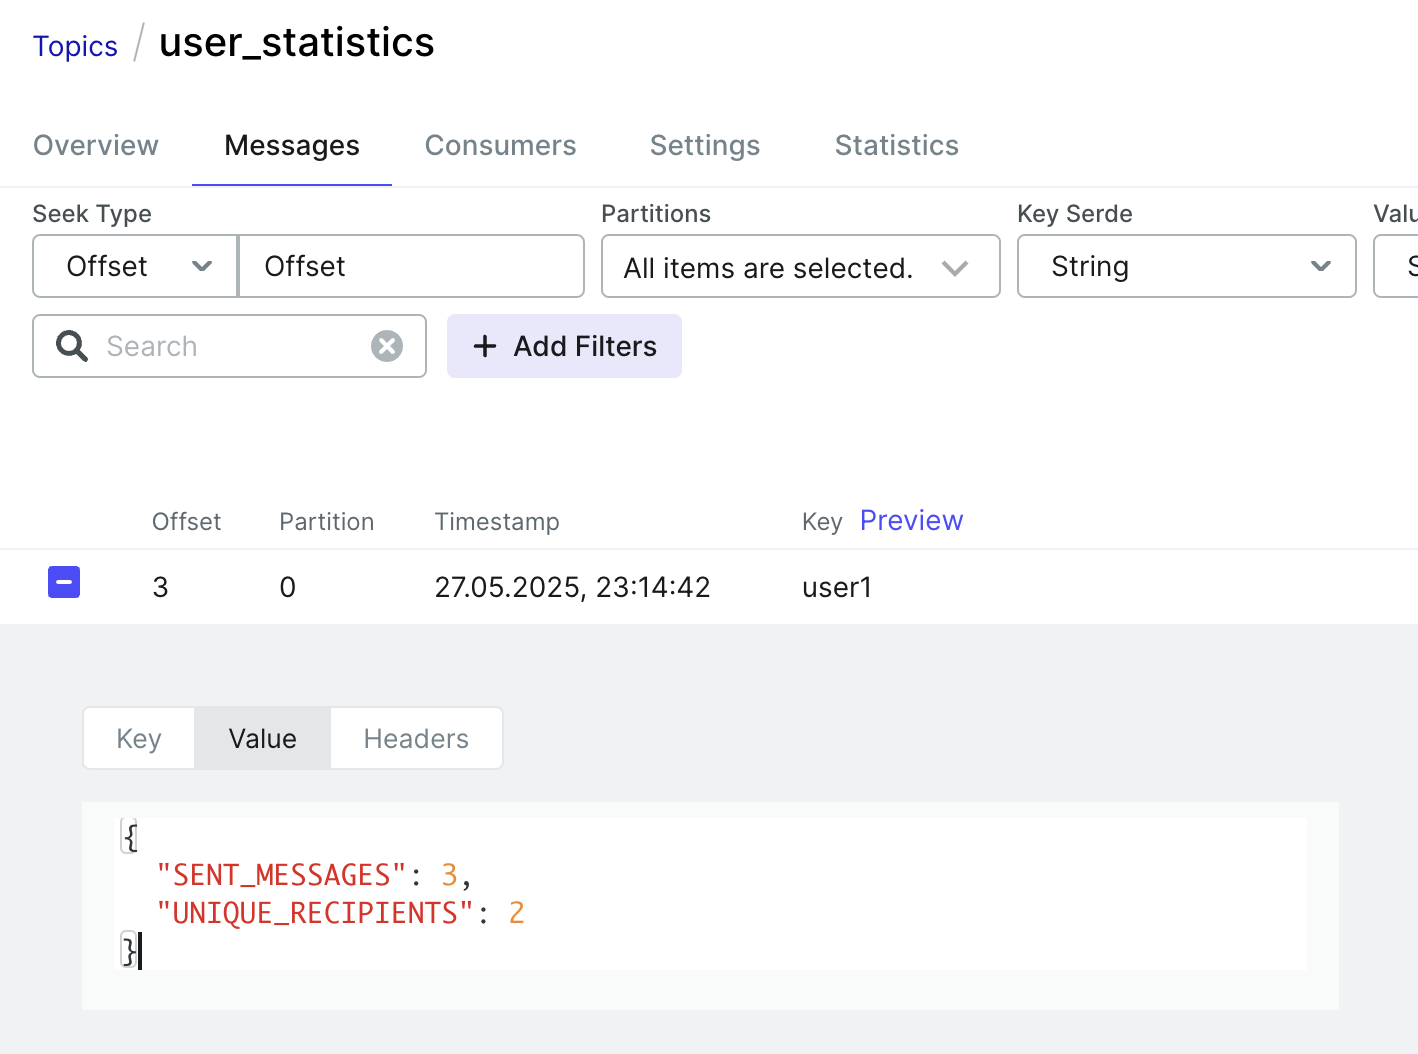 Topics / user_statistics
Overview Messages Consumers Settings Statistics
Seek Type Partitions Key Serde
Offset Offset All items are selected. String
Search + Add Filters
Offset Partition Timestamp Key Preview
3 0 27.05.2025, 23:14:42 user1
Key Value Headers
{
"SENT_MESSAGES": 3,
"UNIQUE_RECIPIENTS": 2
}